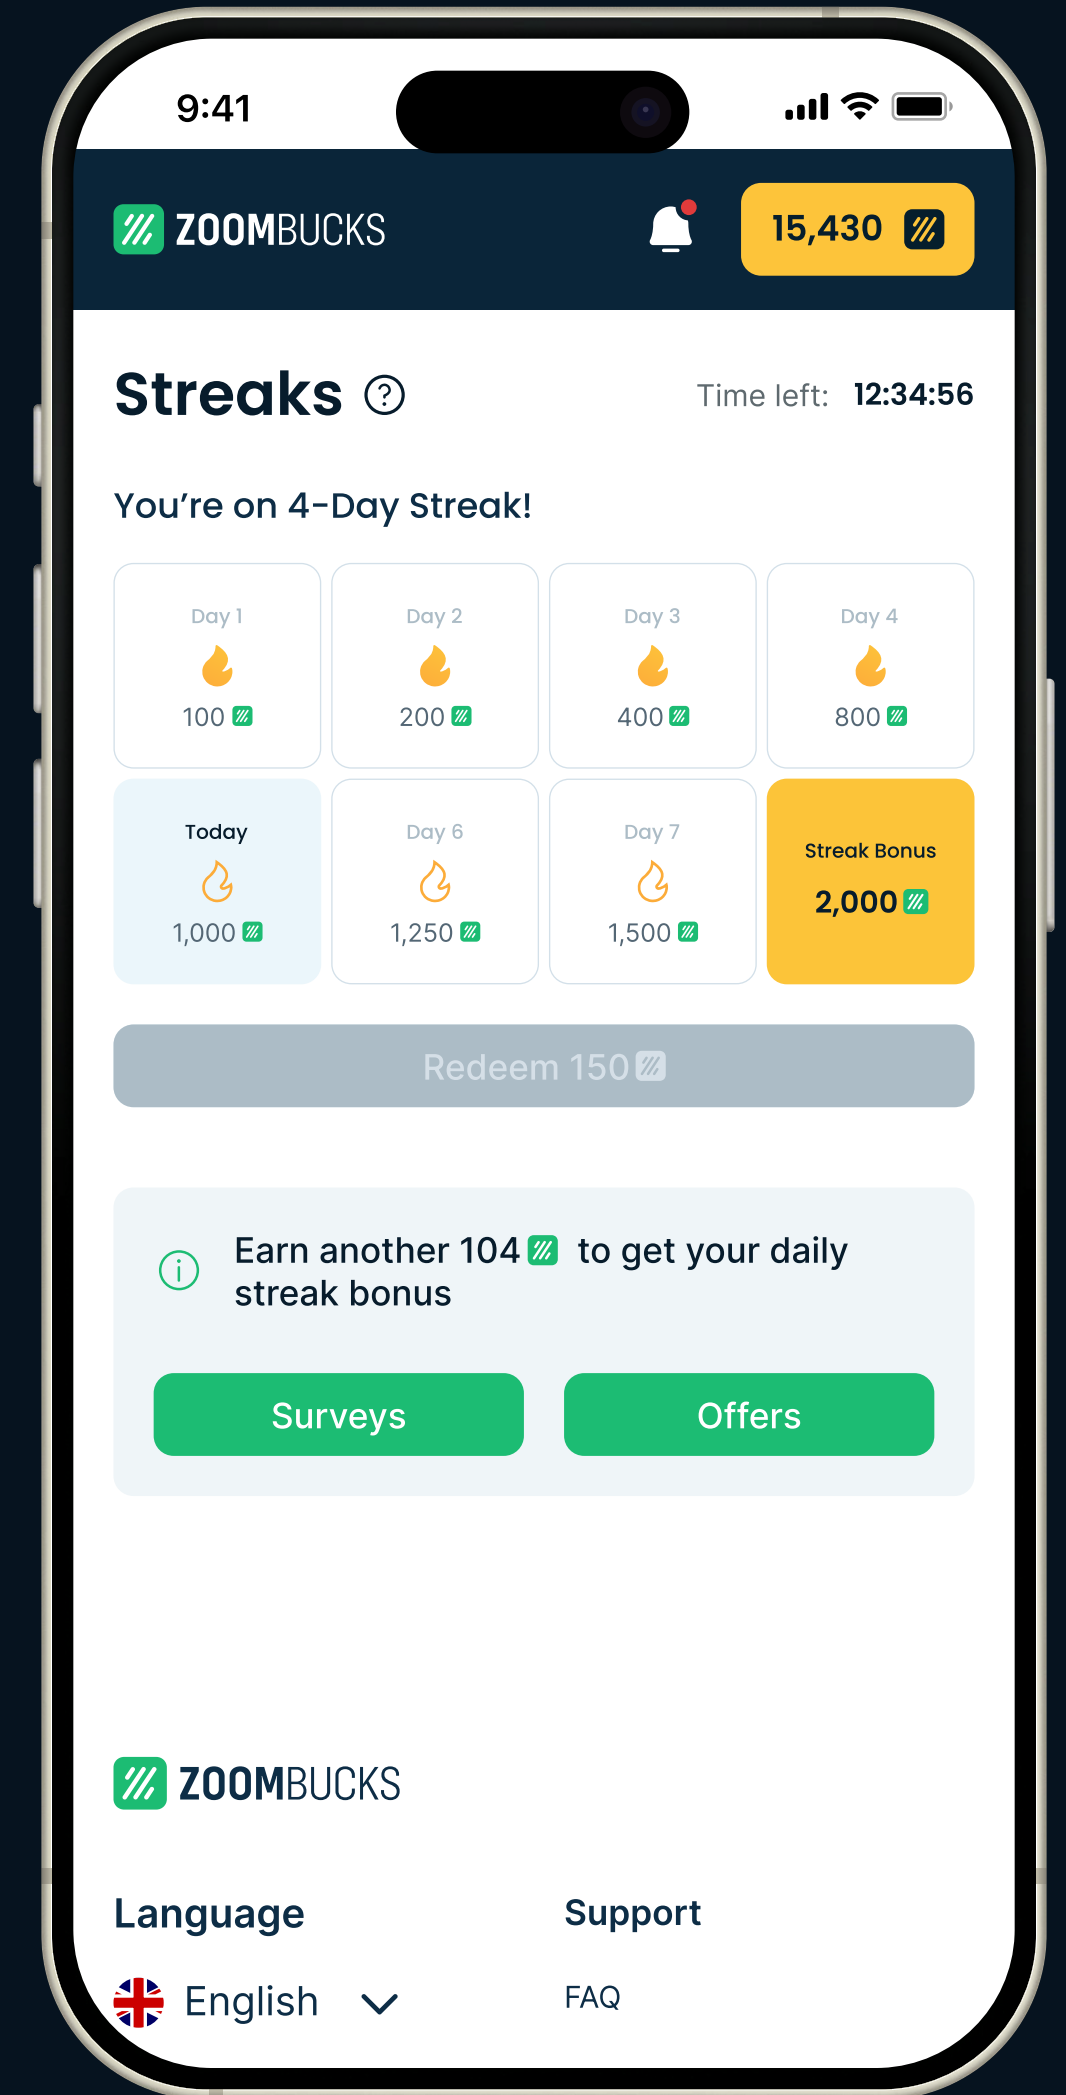 9:41
ZOOMBUCKS
15,430
Streaks ?
Time left: 12:34:56
You're on 4-Day Streak!
Day 1
100
Day 2
200
Day 3
400
Day 4
800
Today
1,000
Day 6
1,250
Day 7
1,500
Streak Bonus
2,000
Redeem 150
Earn another 104 to get your daily
streak bonus
Surveys
Offers
ZOOMBUCKS
Language
English
Support
FAQ